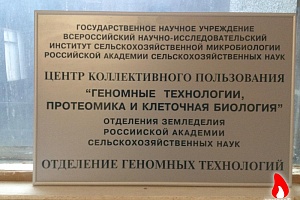 ГОСУДАРСТВЕННОЕ НАУЧНОЕ УЧРЕЖДЕНИЕ
ВСЕРОССИЙСКИЙ НАУЧНО-ИССЛЕДОВАТЕЛЬСКИЙ
ИНСТИТУТ СЕЛЬСКОХОЗЯЙСТВЕННОЙ МИКРОБИОЛОГИИ
РОССИЙСКОЙ АКАДЕМИИ СЕЛЬСКОХОЗЯЙСТВЕННЫХ НАУК
ЦЕНТР КОЛЛЕКТИВНОГО ПОЛЬЗОВАНИЯ
"ГЕНОМНЫЕ ТЕХНОЛОГИИ,
ПРОТЕОМИКА И КЛЕТОЧНАЯ БИОЛОГИЯ"
ОТДЕЛЕНИЯ ЗЕМЛЕДЕЛИЯ
РОССИЙСКОЙ АКАДЕМИИ
СЕЛЬСКОХОЗЯЙСТВЕННЫХ НАУК
ОТДЕЛЕНИЕ ГЕНОМНЫХ ТЕХНОЛОГИЙ